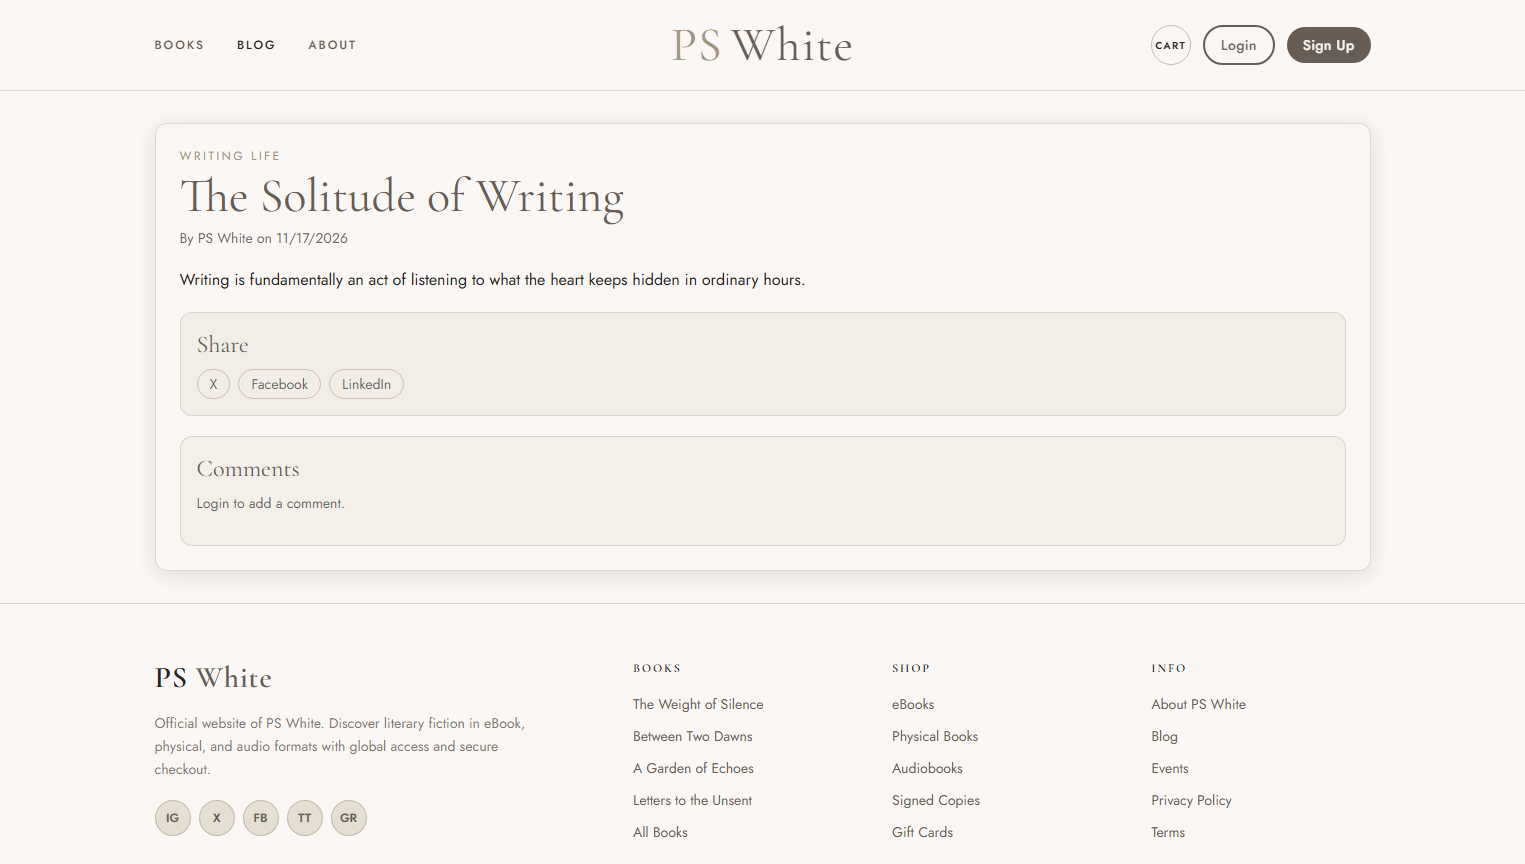 BOOKS BLOG ABOUT PS White CART Login Sign Up
WRITING LIFE
The Solitude of Writing
By PS White on 11/17/2026
Writing is fundamentally an act of listening to what the heart keeps hidden in ordinary hours.
Share
X Facebook LinkedIn
Comments
Login to add a comment.
PS White
Official website of PS White. Discover literary fiction in eBook,
physical, and audio formats with global access and secure
checkout.
IG X FB TT GR
BOOKS
The Weight of Silence
Between Two Dawns
A Garden of Echoes
Letters to the Unsent
All Books
SHOP
eBooks
Physical Books
Audiobooks
Signed Copies
Gift Cards
INFO
About PS White
Blog
Events
Privacy Policy
Terms